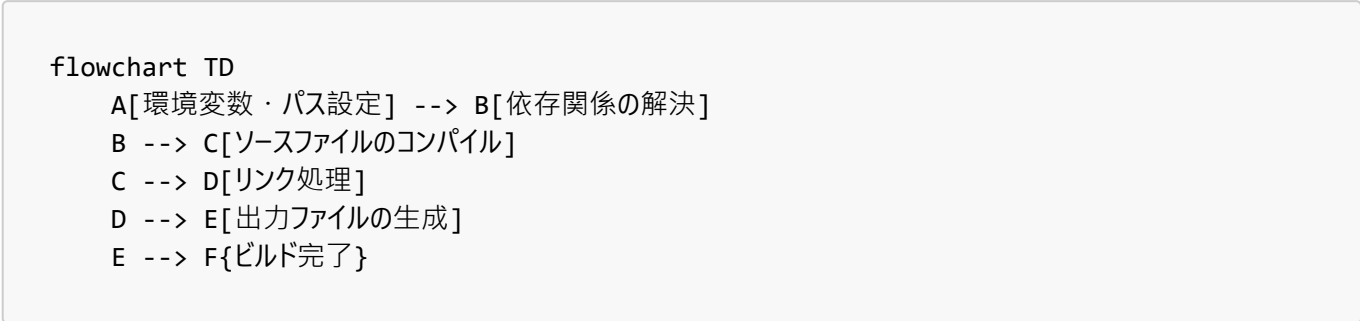 flowchart TD
    A[環境変数・パス設定] --> B[依存関係の解決]
    B --> C[ソースファイルのコンパイル]
    C --> D[リンク処理]
    D --> E[出力ファイルの生成]
    E --> F{ビルド完了}